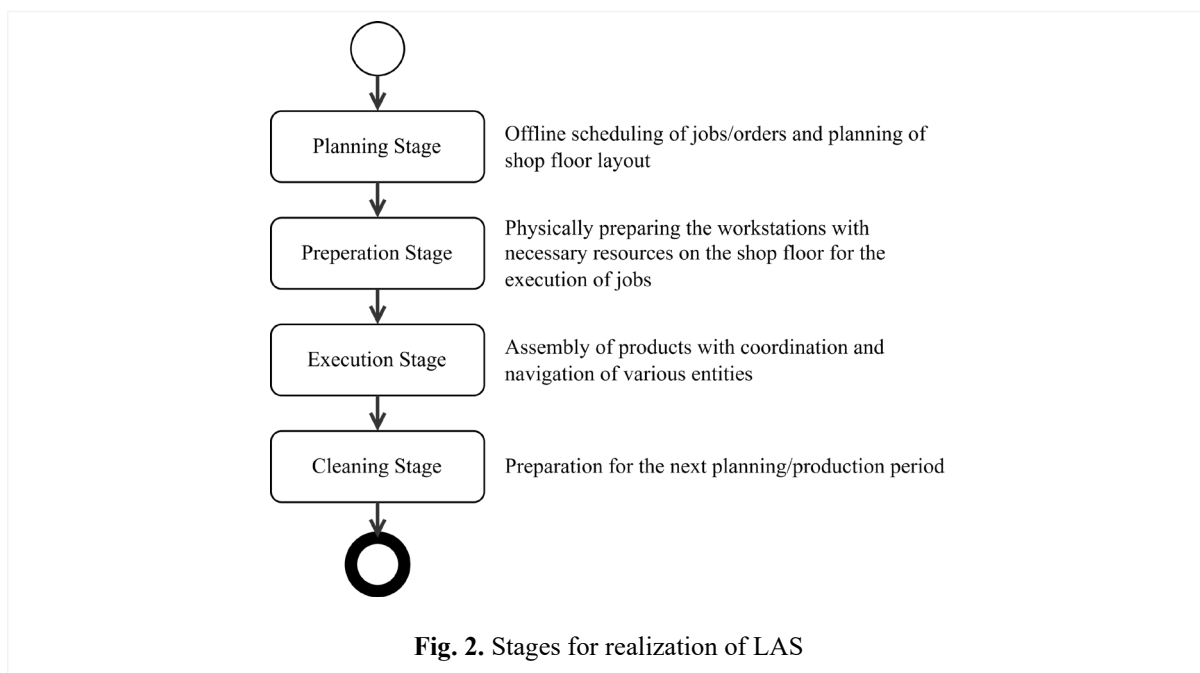 Planning Stage
Offline scheduling of jobs/orders and planning of
shop floor layout
Preperation Stage
Physically preparing the workstations with
necessary resources on the shop floor for the
execution of jobs
Execution Stage
Assembly of products with coordination and
navigation of various entities
Cleaning Stage
Preparation for the next planning/production period
Fig. 2. Stages for realization of LAS